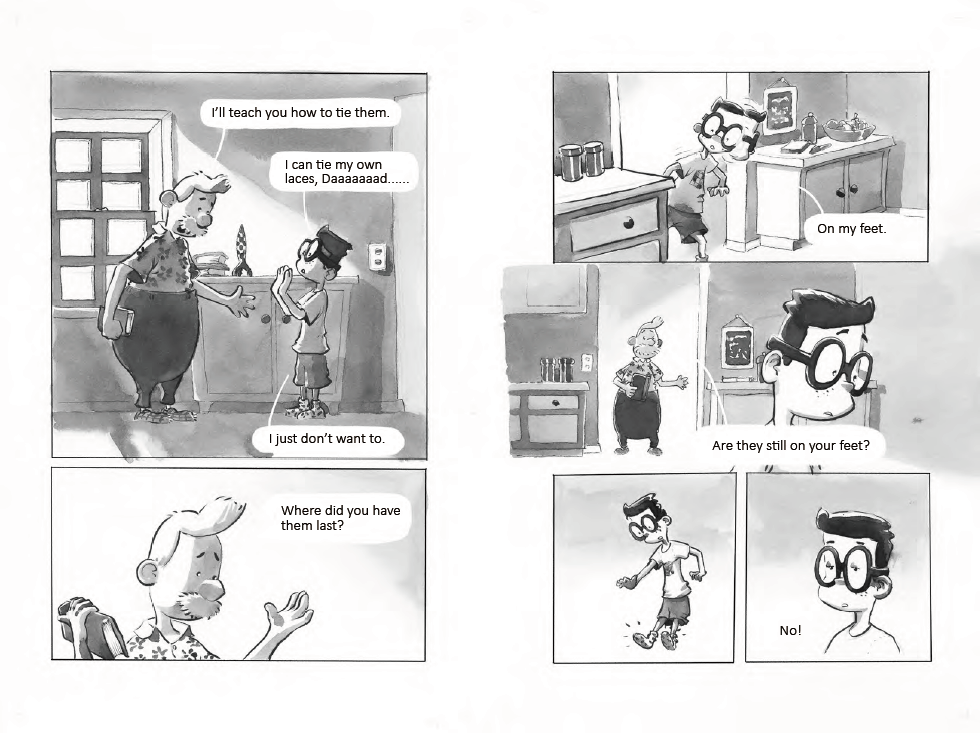 I'll teach you how to tie them.
I can tie my own
laces, Daaaaaaad......
I just don't want to.
Where did you have
them last?
On my feet.
Are they still on your feet?
No!